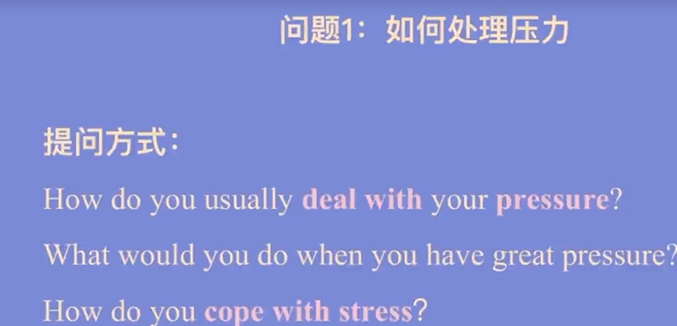 问题1：如何处理压力
提问方式：
How do you usually deal with your pressure?
What would you do when you have great pressure?
How do you cope with stress?